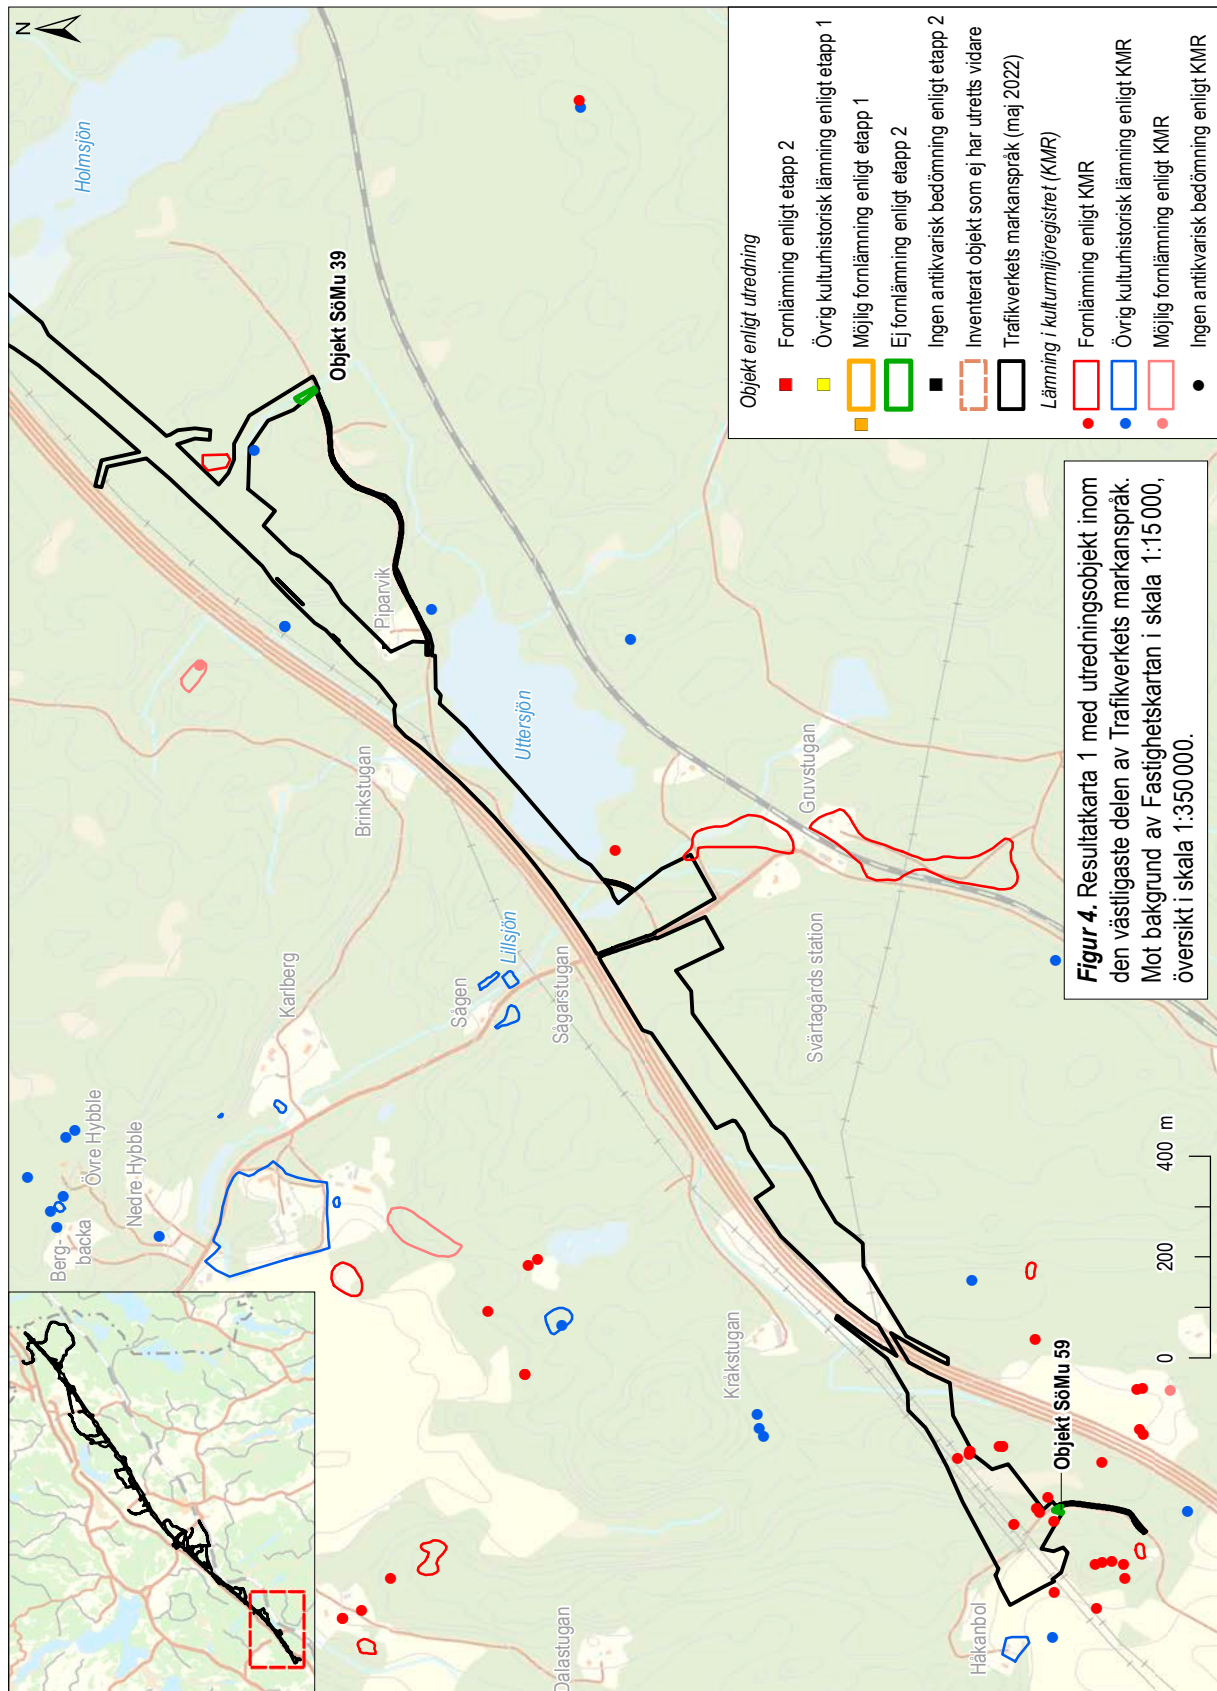 N
Holmsjön
Objekt SöMu 39
Piparvik
Uttersjön
Brinkstugan
Gruvstugan
Lillsjön
Sågen
Sågarstugan
Karlberg
Svärtagårds station
Övre Hybble
Nedre Hybble
Berg-
backa
Kråkstugan
Dalastugan
Håkanbol
Objekt SöMu 59
0 200 400 m
Objekt enligt utredning
Fornlämning enligt etapp 2
Övrig kulturhistorisk lämning enligt etapp 1
Möjlig fornlämning enligt etapp 1
Ej fornlämning enligt etapp 2
Ingen antikvarisk bedömning enligt etapp 2
Inventerat objekt som ej har utretts vidare
Trafikverkets markanspråk (maj 2022)
Lämning i kulturmiljöregistret (KMR)
Fornlämning enligt KMR
Övrig kulturhistorisk lämning enligt KMR
Möjlig fornlämning enligt KMR
Ingen antikvarisk bedömning enligt KMR
Figur 4. Resultatkarta 1 med utredningsobjekt inom
den västligaste delen av Trafikverkets markanspråk.
Mot bakgrund av Fastighetskartan i skala 1:15 000,
översikt i skala 1:350 000.